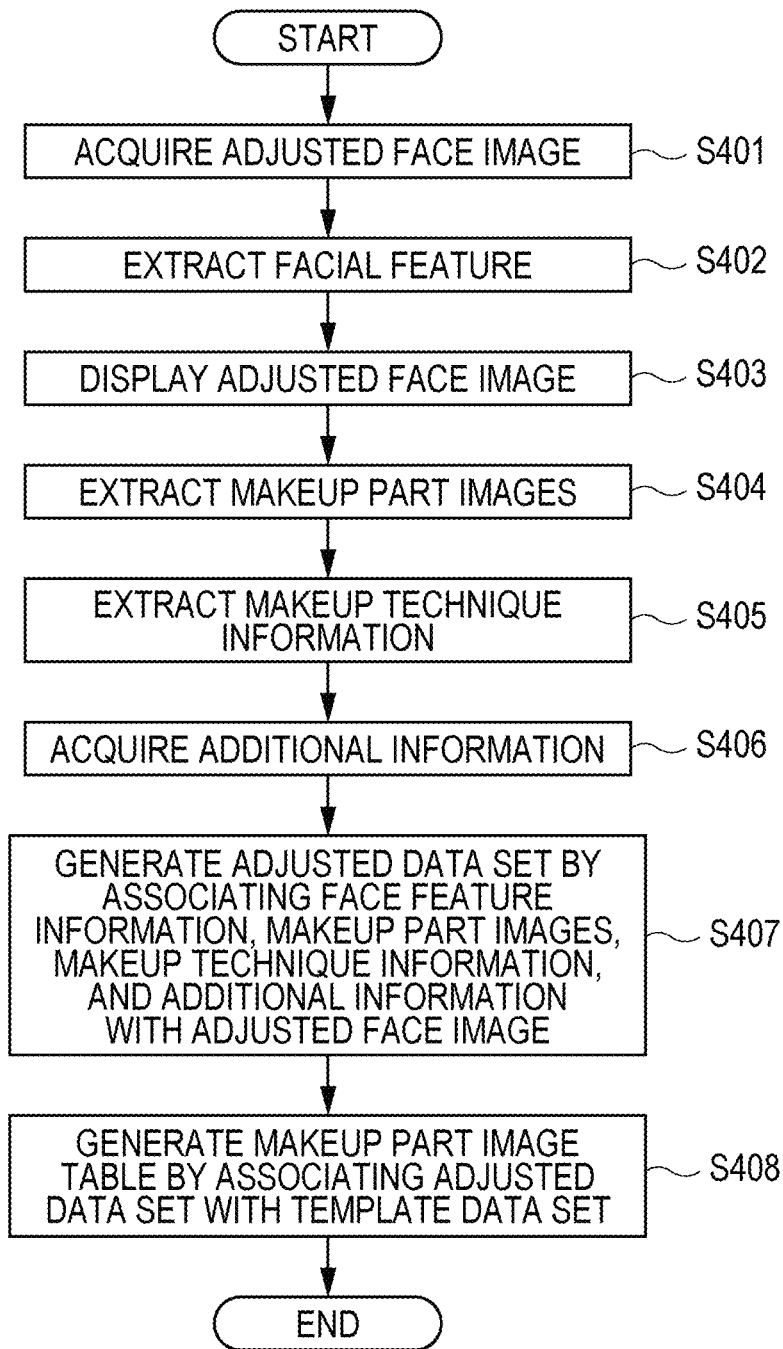 START
ACQUIRE ADJUSTED FACE IMAGE
S401
EXTRACT FACIAL FEATURE
S402
DISPLAY ADJUSTED FACE IMAGE
S403
EXTRACT MAKEUP PART IMAGES
S404
EXTRACT MAKEUP TECHNIQUE
INFORMATION
S405
ACQUIRE ADDITIONAL INFORMATION
S406
GENERATE ADJUSTED DATA SET BY
ASSOCIATING FACE FEATURE
INFORMATION, MAKEUP PART IMAGES,
MAKEUP TECHNIQUE INFORMATION,
AND ADDITIONAL INFORMATION
WITH ADJUSTED FACE IMAGE
S407
GENERATE MAKEUP PART IMAGE
TABLE BY ASSOCIATING ADJUSTED
DATA SET WITH TEMPLATE DATA SET
S408
END